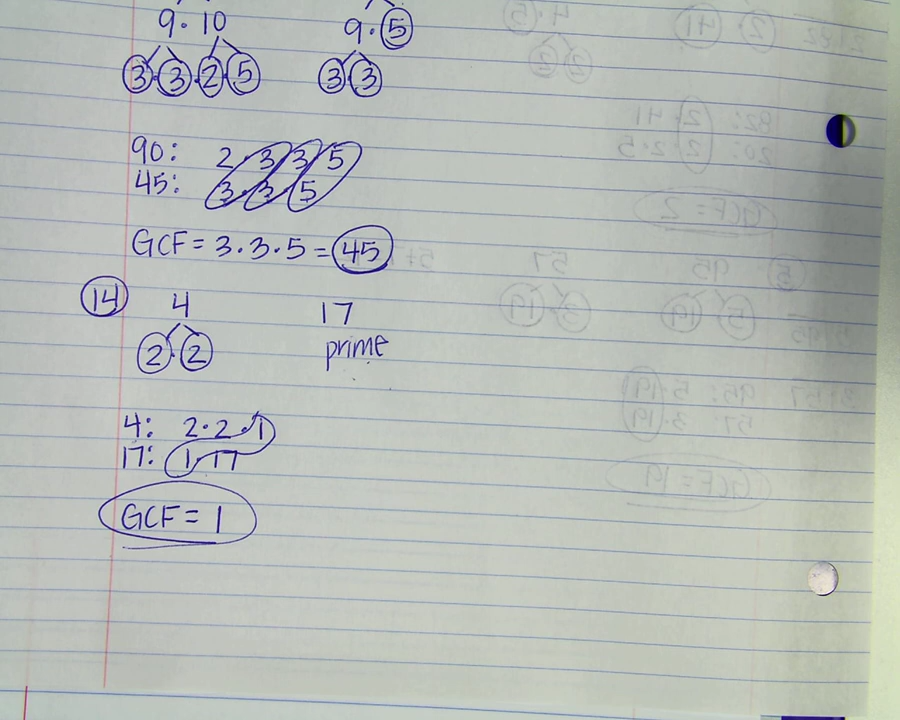 9·10 9·5
3·3·2·5 3 3
90: 2·3·3·5
45: 3·3·5
GCF = 3·3·5 = 45
14 4 17
2·2 prime
4: 2·2·1
17: 1·17
GCF = 1